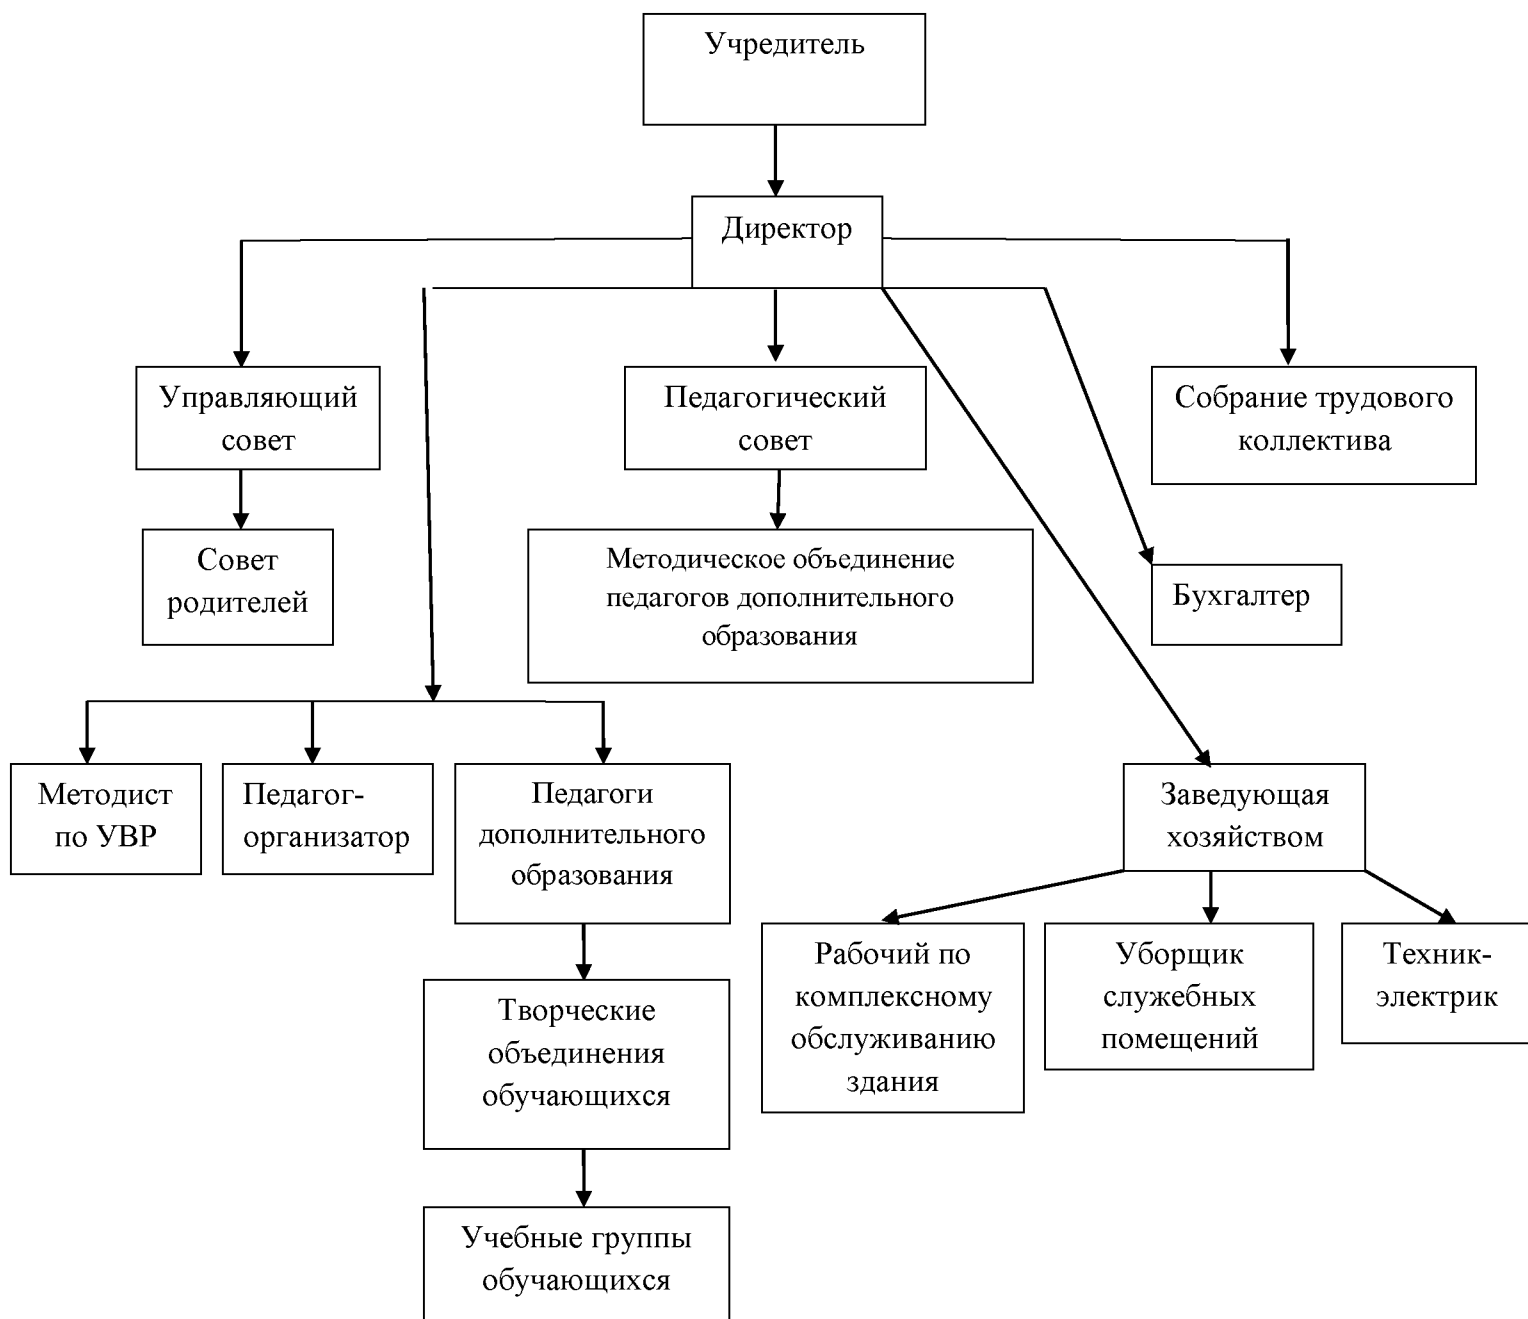 Учредитель
Директор
Управляющий
совет
Педагогический
совет
Собрание трудового
коллектива
Совет
родителей
Методическое объединение
педагогов дополнительного
образования
Бухгалтер
Методист
по УВР
Педагог-
организатор
Педагоги
дополнительного
образования
Заведующая
хозяйством
Рабочий по
комплексному
обслуживанию
здания
Уборщик
служебных
помещений
Техник-
электрик
Творческие
объединения
обучающихся
Учебные группы
обучающихся